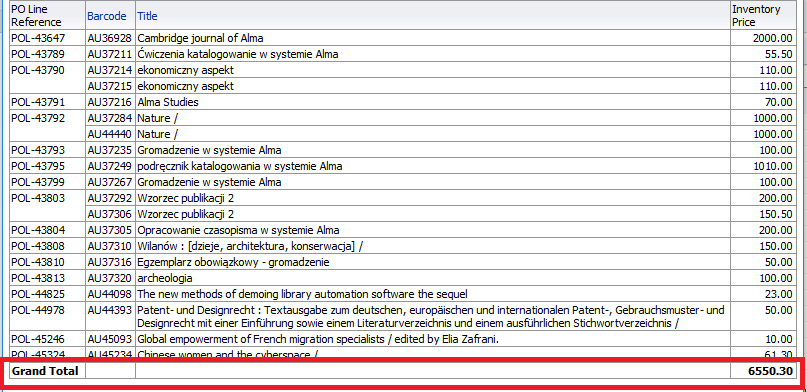 PO Line Reference Barcode Title Inventory Price
POL-43647 AU36928 Cambridge journal of Alma 2000.00
POL-43789 AU37211 Ćwiczenia katalogowanie w systemie Alma 55.50
POL-43790 AU37214 ekonomiczny aspekt 110.00
AU37215 ekonomiczny aspekt 110.00
POL-43791 AU37216 Alma Studies 70.00
POL-43792 AU37284 Nature / 1000.00
AU44440 Nature / 1000.00
POL-43793 AU37235 Gromadzenie w systemie Alma 100.00
POL-43795 AU37249 podręcznik katalogowania w systemie Alma 1010.00
POL-43799 AU37267 Gromadzenie w systemie Alma 100.00
POL-43803 AU37292 Wzorzec publikacji 2 200.00
AU37306 Wzorzec publikacji 2 150.50
POL-43804 AU37305 Opracowanie czasopisma w systemie Alma 200.00
POL-43808 AU37310 Wilanów : [dzieje, architektura, konserwacja] / 150.00
POL-43810 AU37316 Egzemplarz obowiązkowy - gromadzenie 50.00
POL-43813 AU37320 archeologia 100.00
POL-44825 AU44098 The new methods of demoing library automation software the sequel 23.00
POL-44978 AU44393 Patent- und Designrecht : Textausgabe zum deutschen, europäischen und internationalen Patent-, Gebrauchsmuster- und 50.00
Designrecht mit einer Einführung sowie einem Literaturverzeichnis und einem ausführlichen Stichwortverzeichnis /
POL-45246 AU45093 Global empowerment of French migration specialists / edited by Elia Zafrani. 10.00
POL-45324 AU45234 Chinese women and the cyberspace / 61.30
Grand Total 6550.30